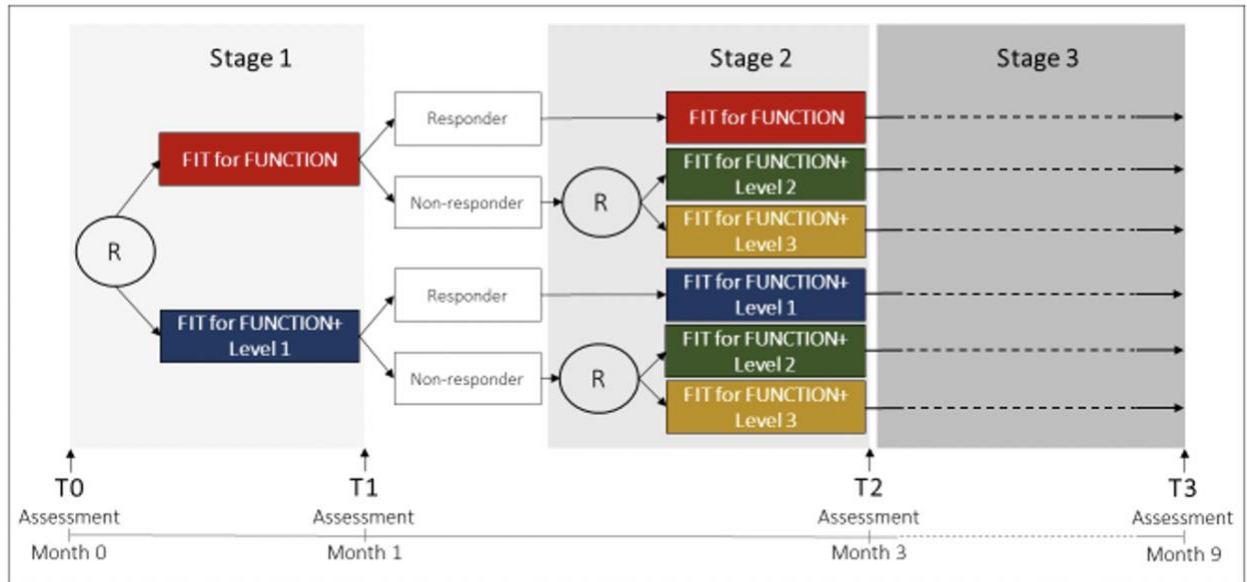 Stage 1
Stage 2
Stage 3
Responder
FIT for FUNCTION
FIT for FUNCTION
FIT for FUNCTION+
Level 2
Non-responder
R
FIT for FUNCTION+
Level 3
R
Responder
FIT for FUNCTION+
Level 1
FIT for FUNCTION+
Level 1
FIT for FUNCTION+
Level 2
Non-responder
R
FIT for FUNCTION+
Level 3
T0
Assessment
Month 0
T1
Assessment
Month 1
T2
Assessment
Month 3
T3
Assessment
Month 9